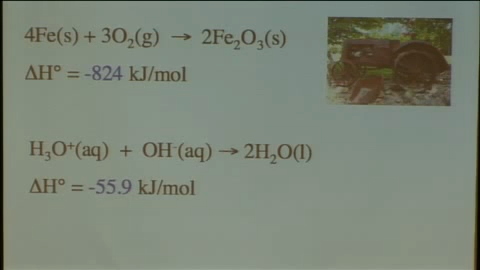 4Fe(s) + 3O₂(g) → 2Fe₂O₃(s)
ΔH° = -824 kJ/mol
H₃O⁺(aq) + OH⁻(aq) → 2H₂O(l)
ΔH° = -55.9 kJ/mol